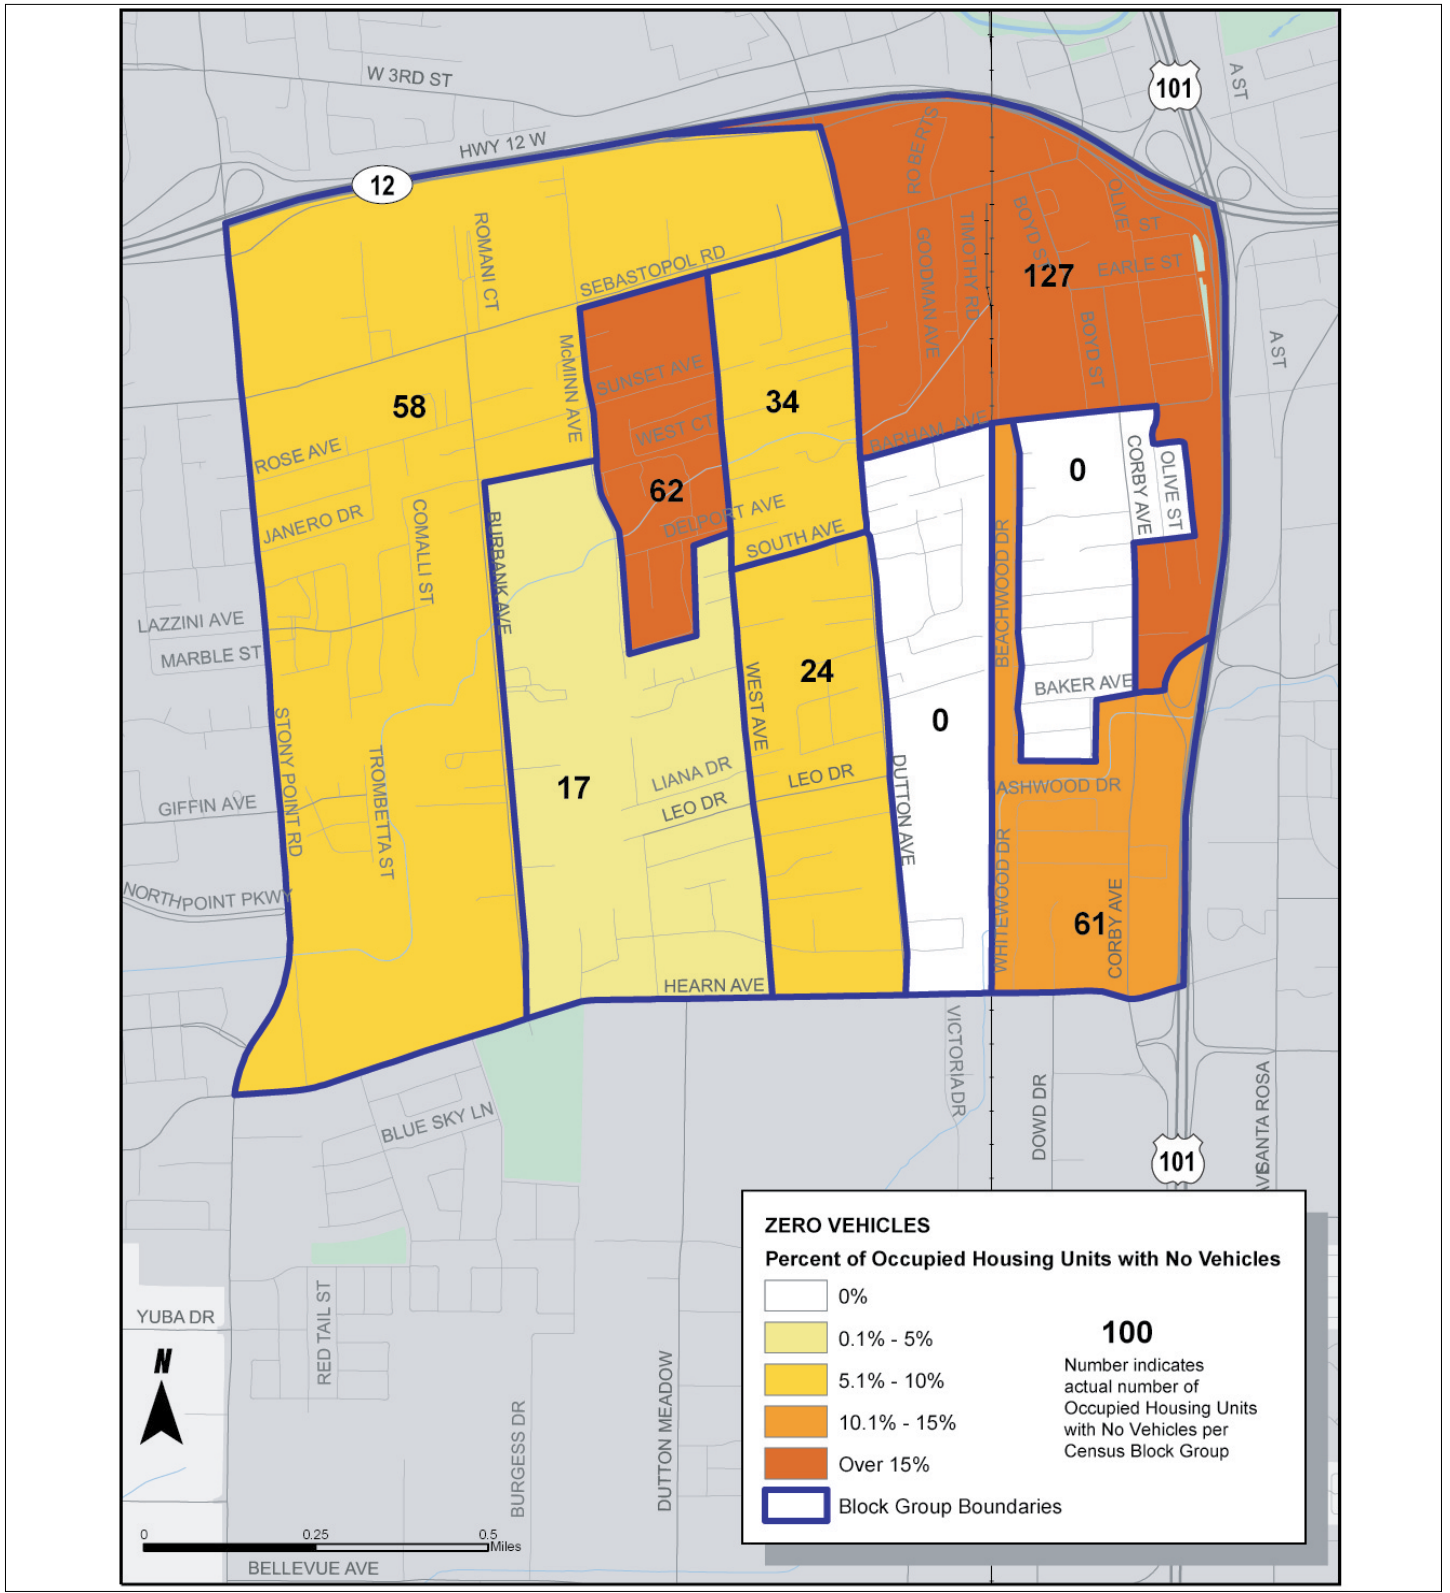 W 3RD ST
101
A ST
HWY 12 W
12
ROBERTS
OLIVE ST
BOYD ST
ROMANI CT
TIMOTHY RD
GOODMAN AVE
SEBASTOPOL RD
EARLE ST
127
BOYD ST
A ST
McMINN AVE
SUNSET AVE
58
34
WEST CT
BARHAM AVE
ROSE AVE
0
CORBY AVE
OLIVE ST
62
DELPORT AVE
JANERO DR
COMALLI ST
BURBANK AVE
SOUTH AVE
BEACHWOOD DR
LAZZINI AVE
MARBLE ST
24
WEST AVE
BAKER AVE
0
STONY POINT RD
TROMBETTA ST
17
LIANA DR
LEO DR
LEO DR
DUTTON AVE
ASHWOOD DR
GIFFIN AVE
WHITEWOOD DR
NORTHPOINT PKWY
61
CORBY AVE
HEARN AVE
VICTORIA DR
DOWD DR
BLUE SKY LN
101
SANTA ROSA
AVE
ZERO VEHICLES
Percent of Occupied Housing Units with No Vehicles
0%
0.1% - 5%
5.1% - 10%
10.1% - 15%
Over 15%
Block Group Boundaries
100
Number indicates
actual number of
Occupied Housing Units
with No Vehicles per
Census Block Group
YUBA DR
RED TAIL ST
N
BURGESS DR
DUTTON MEADOW
0 0.25 0.5
Miles
BELLEVUE AVE